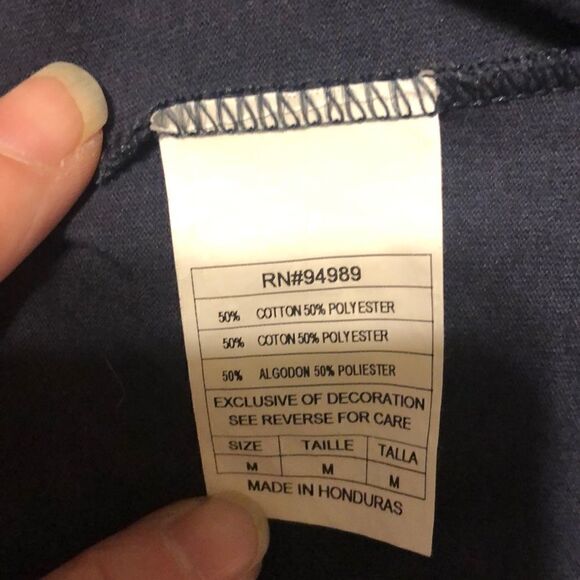 RN#94989
50% COTTON 50% POLYESTER
50% COTON 50% POLYESTER
50% ALGODON 50% POLIESTER
EXCLUSIVE OF DECORATION
SEE REVERSE FOR CARE
SIZE TAILLE TALLA
M M M
MADE IN HONDURAS